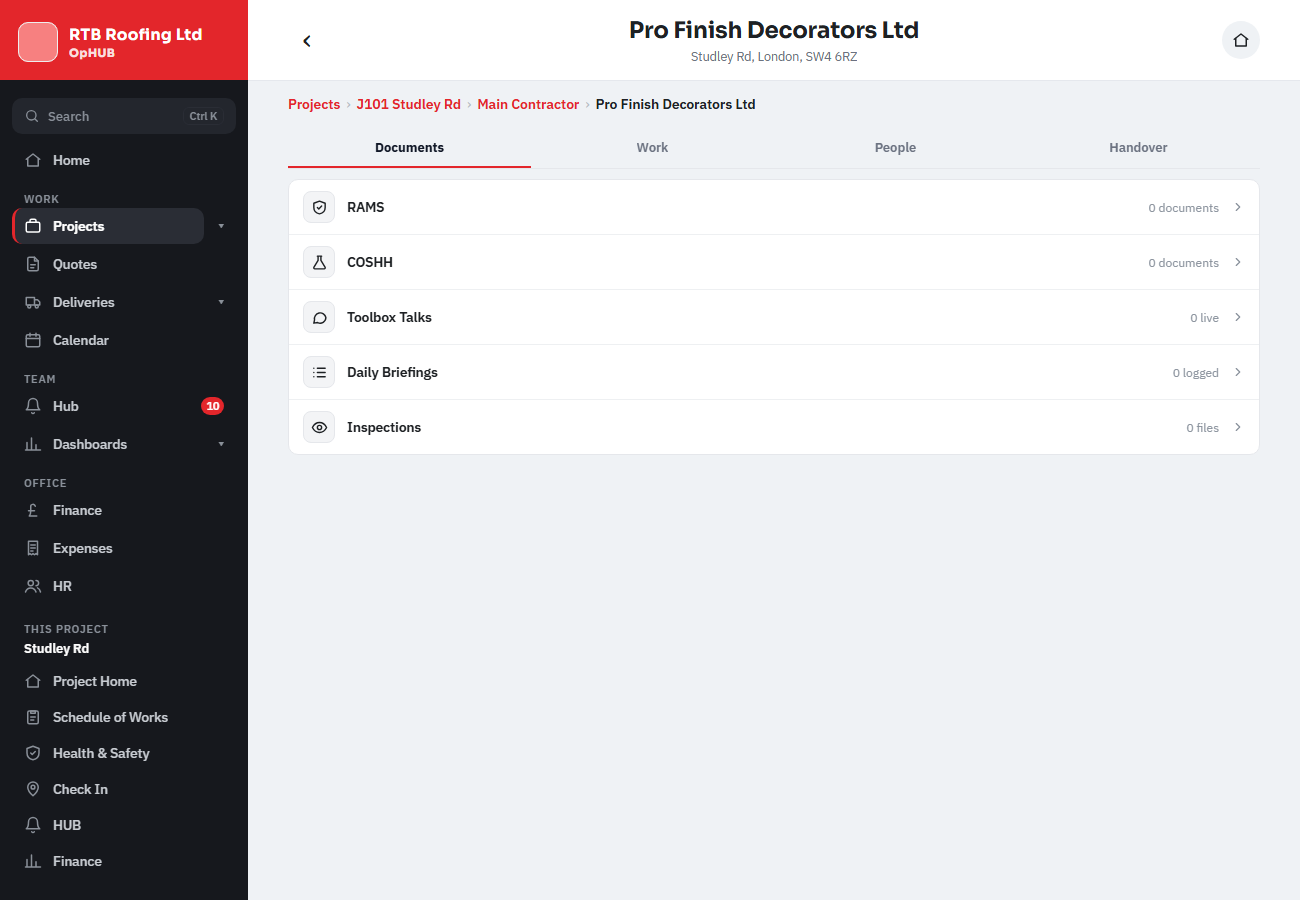 RTB Roofing Ltd
OpHUB
Search
Ctrl K
Home
WORK
Projects
Quotes
Deliveries
Calendar
TEAM
Hub
10
Dashboards
OFFICE
Finance
Expenses
HR
THIS PROJECT
Studley Rd
Project Home
Schedule of Works
Health & Safety
Check In
HUB
Finance
Pro Finish Decorators Ltd
Studley Rd, London, SW4 6RZ
Projects › J101 Studley Rd › Main Contractor › Pro Finish Decorators Ltd
Documents
Work
People
Handover
RAMS
0 documents
COSHH
0 documents
Toolbox Talks
0 live
Daily Briefings
0 logged
Inspections
0 files